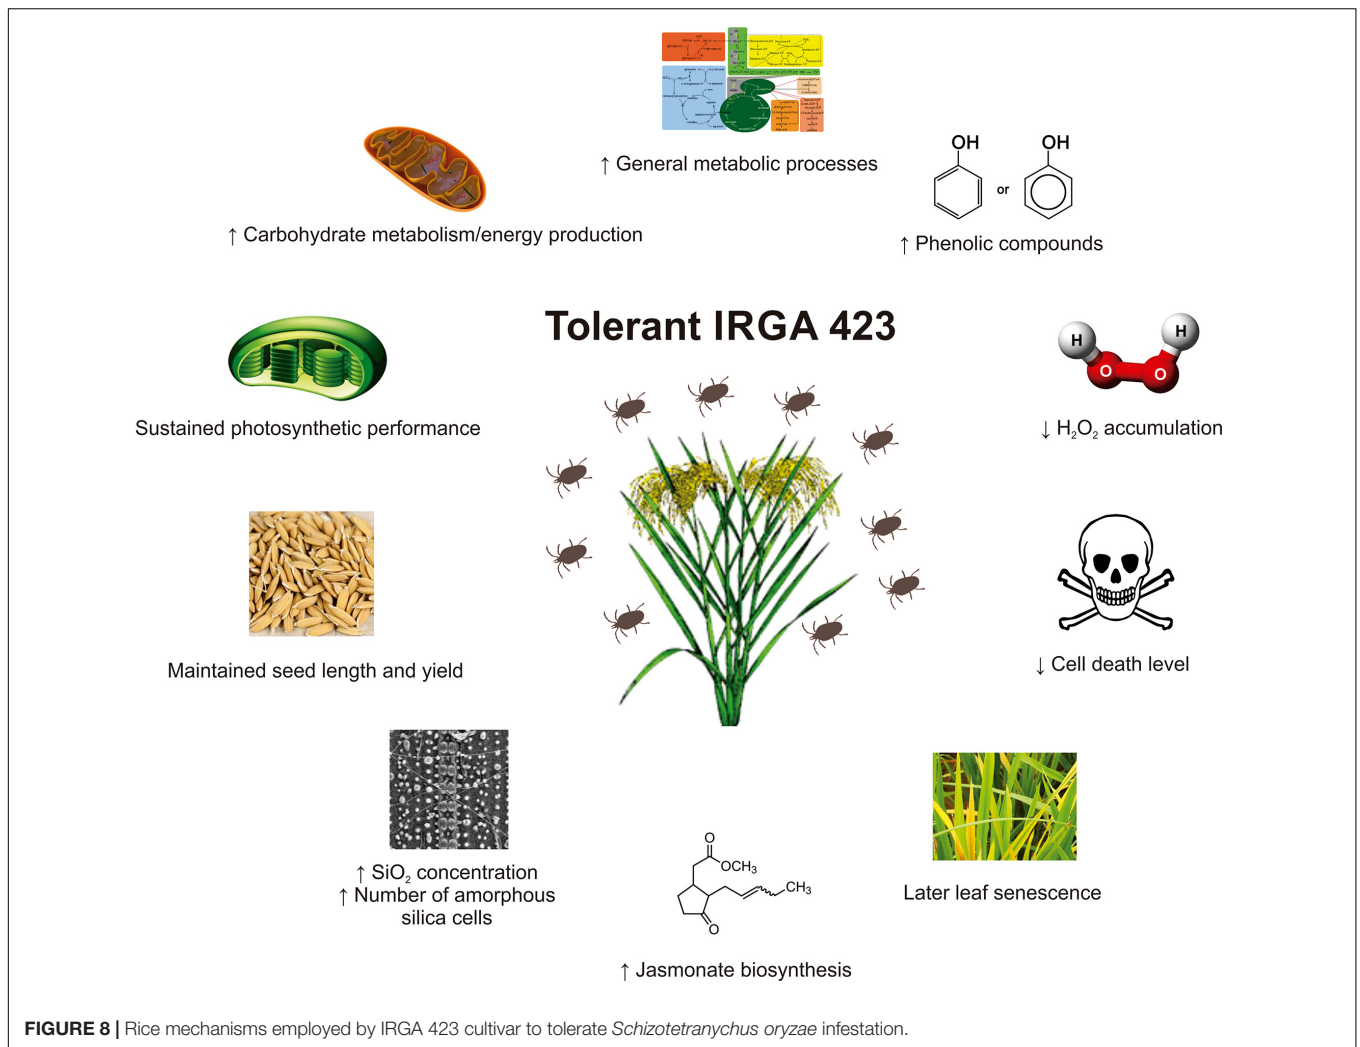 ↑ General metabolic processes
OH
OH
or
↑ Phenolic compounds
↑ Carbohydrate metabolism/energy production
Tolerant IRGA 423
H
H
O
O
Sustained photosynthetic performance
↓ H₂O₂ accumulation
Maintained seed length and yield
↓ Cell death level
↑ SiO₂ concentration
↑ Number of amorphous
silica cells
O
OCH₃
CH₃
O
Later leaf senescence
↑ Jasmonate biosynthesis
FIGURE 8 | Rice mechanisms employed by IRGA 423 cultivar to tolerate Schizotetranychus oryzae infestation.